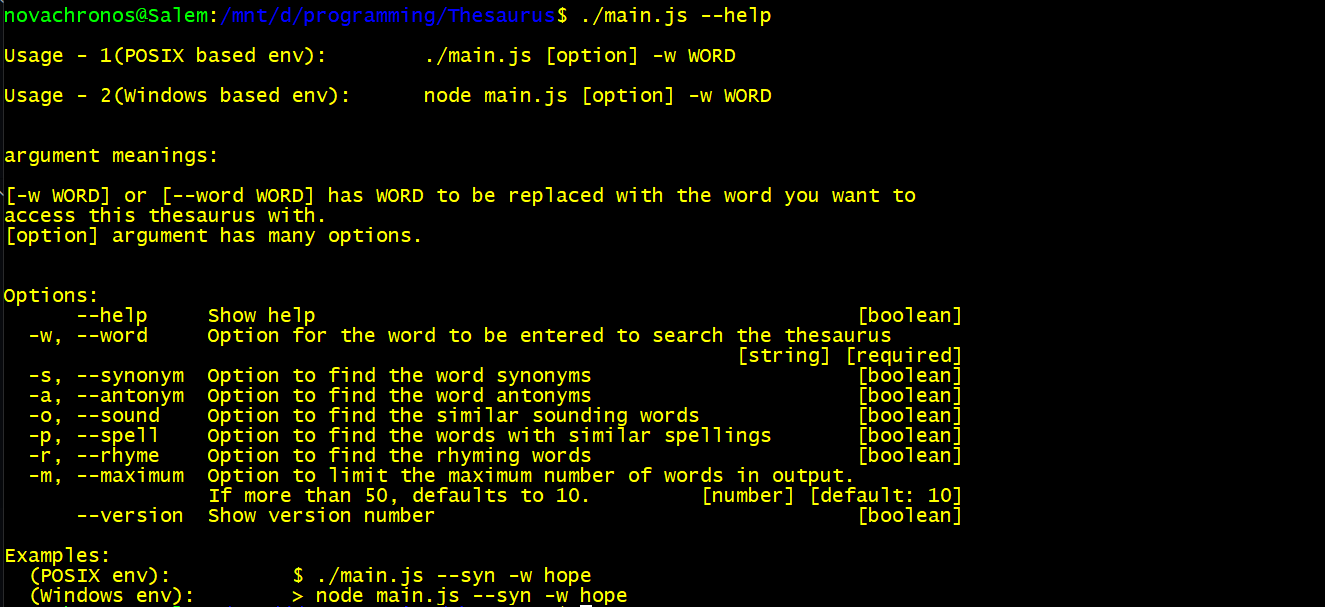 novachronos@Salem:/mnt/d/programming/Thesaurus$ ./main.js --help
Usage - 1(POSIX based env):        ./main.js [option] -w WORD
Usage - 2(Windows based env):      node main.js [option] -w WORD
argument meanings:
[-w WORD] or [--word WORD] has WORD to be replaced with the word you want to
access this thesaurus with.
[option] argument has many options.
Options:
      --help     Show help                                             [boolean]
  -w, --word     Option for the word to be entered to search the thesaurus
                                                             [string] [required]
  -s, --synonym  Option to find the word synonyms                      [boolean]
  -a, --antonym  Option to find the word antonyms                      [boolean]
  -o, --sound    Option to find the similar sounding words             [boolean]
  -p, --spell    Option to find the words with similar spellings       [boolean]
  -r, --rhyme    Option to find the rhyming words                      [boolean]
  -m, --maximum  Option to limit the maximum number of words in output.
                 If more than 50, defaults to 10.         [number] [default: 10]
      --version  Show version number                                   [boolean]
Examples:
  (POSIX env):          $ ./main.js --syn -w hope
  (Windows env):        > node main.js --syn -w hope